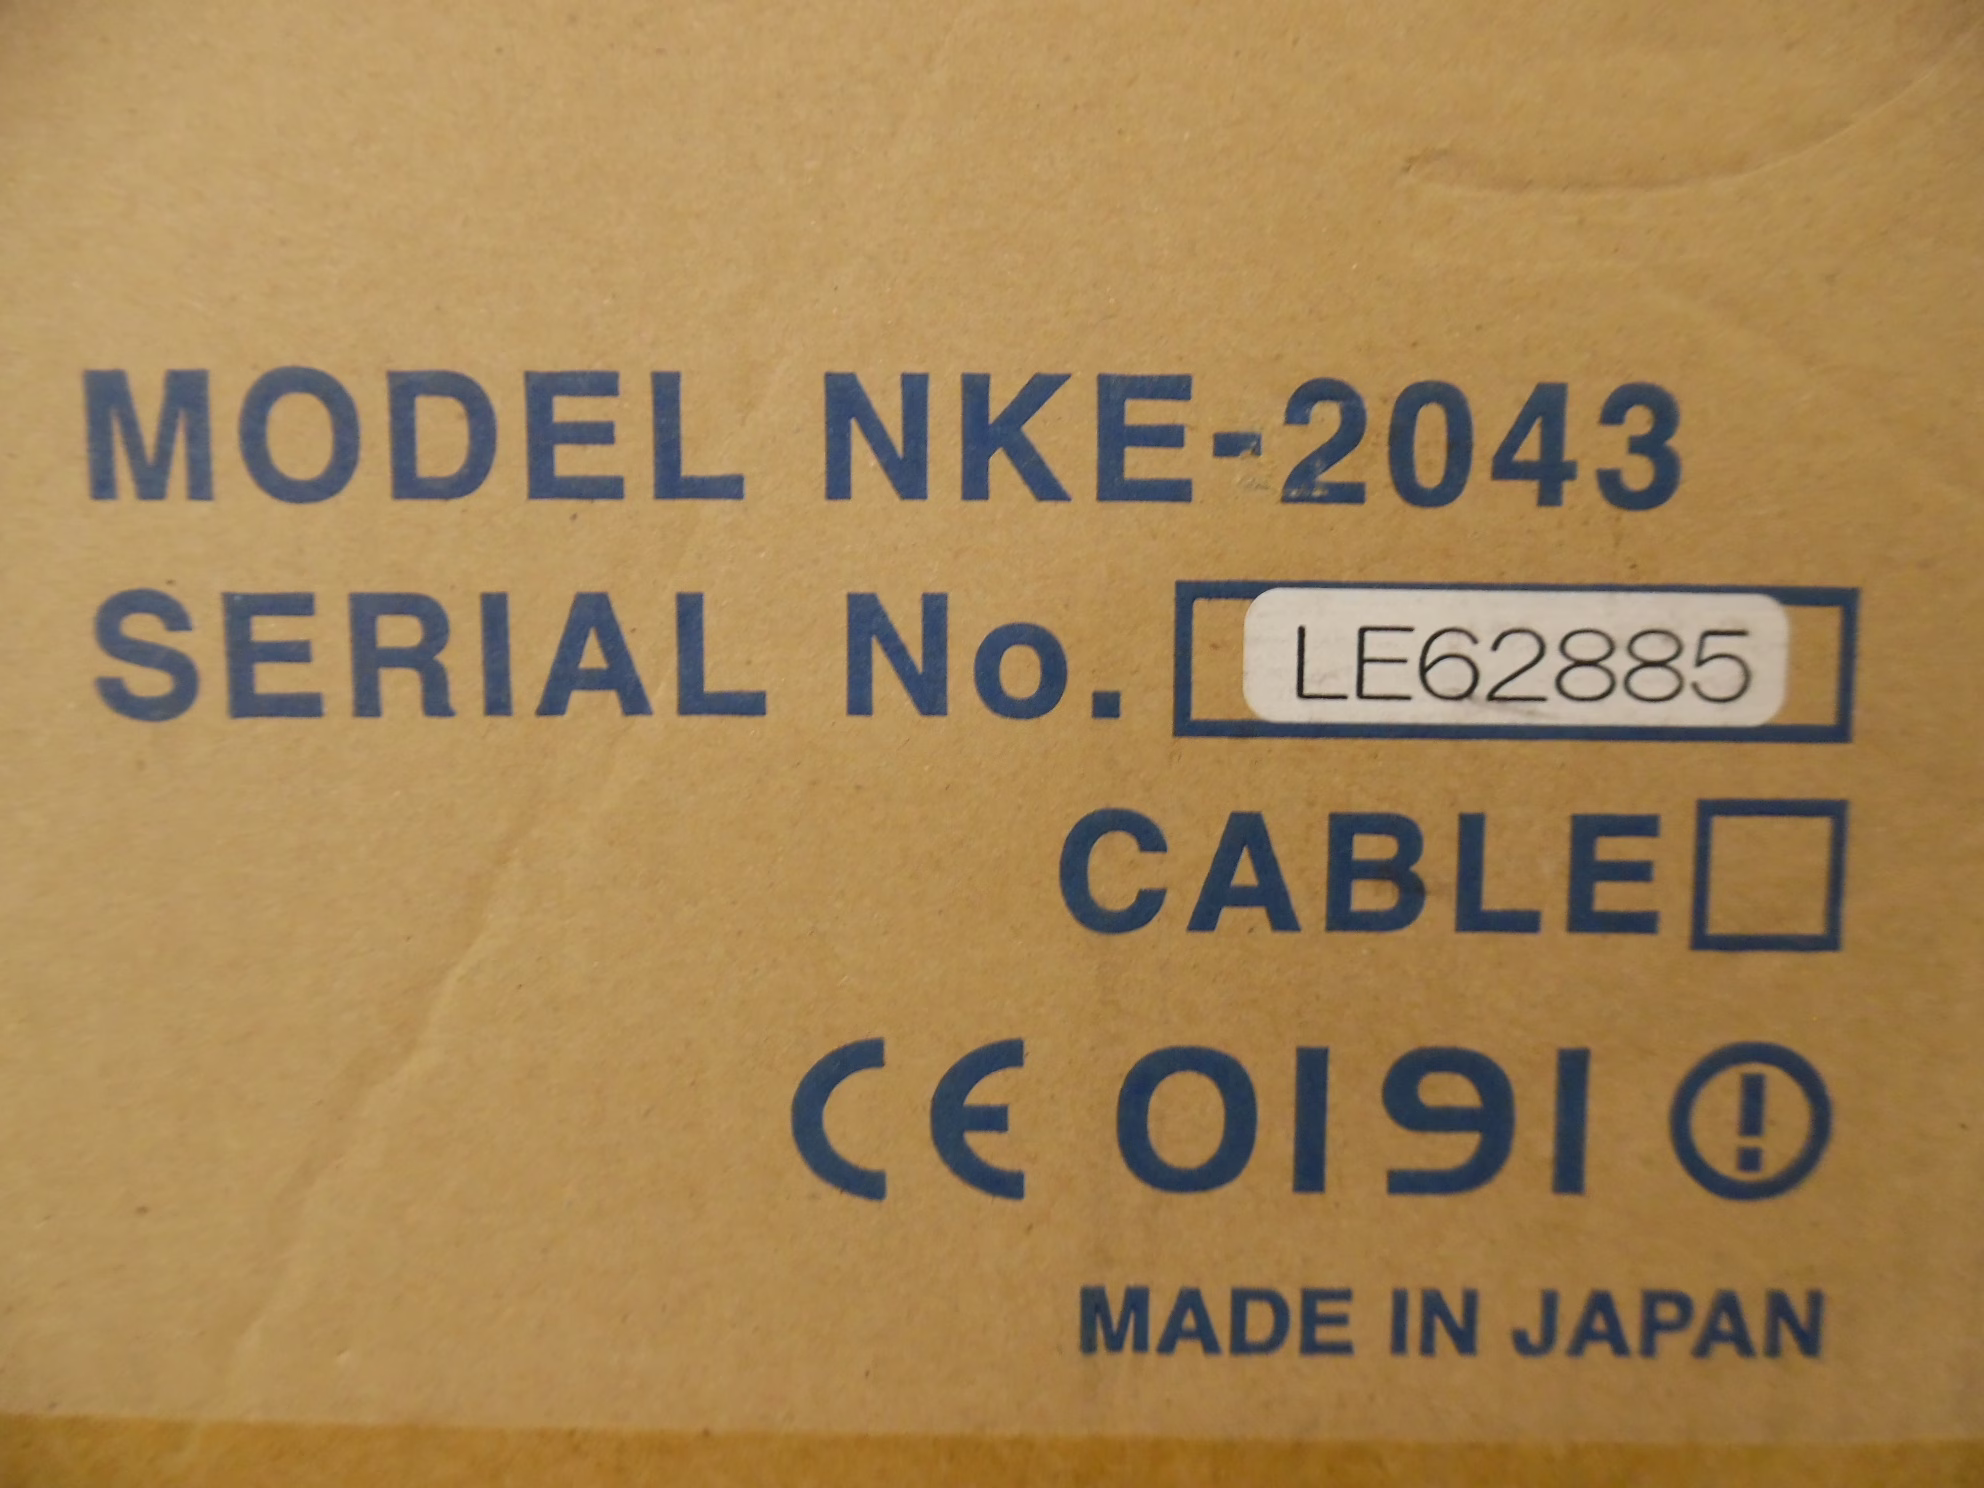 MODEL NKE-2043
SERIAL No. LE62885
CABLE
CE 0191 !
MADE IN JAPAN